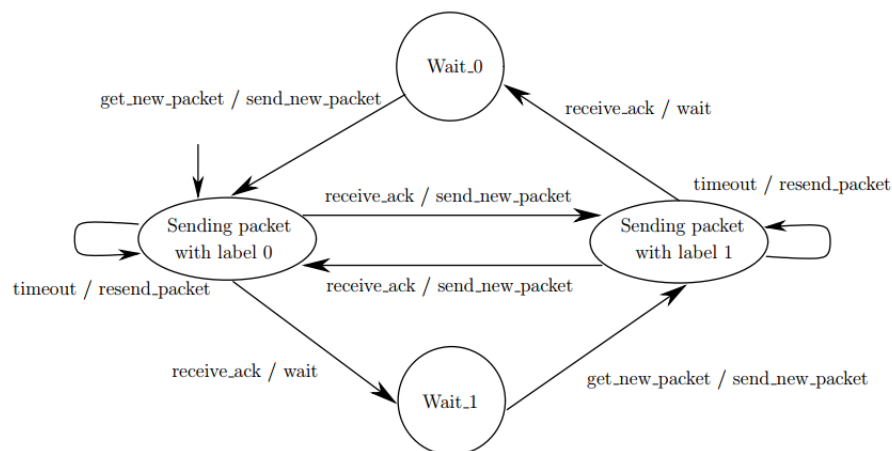 Wait_0
get_new_packet / send_new_packet
receive_ack / wait
timeout / resend_packet
receive_ack / send_new_packet
Sending packet
with label 0
Sending packet
with label 1
receive_ack / send_new_packet
timeout / resend_packet
receive_ack / wait
get_new_packet / send_new_packet
Wait_1